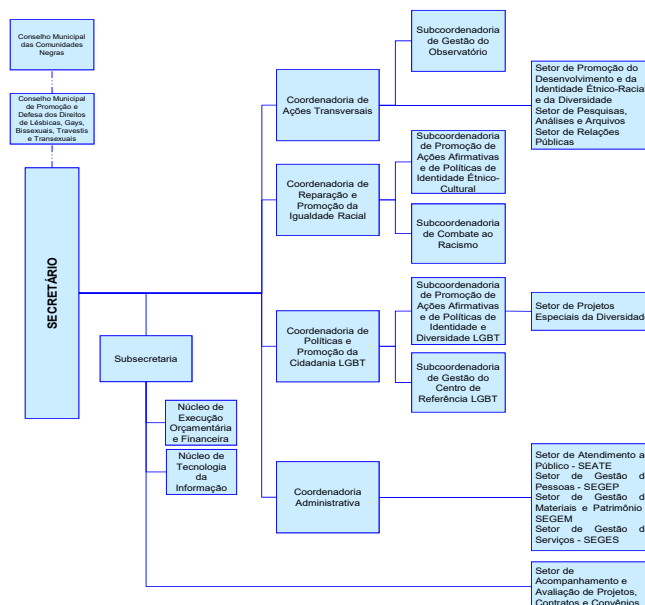 Conselho Municipal
das Comunidades
Negras
Conselho Municipal
de Promoção e
Defesa dos Direitos
de Lésbicas, Gays,
Bissexuais, Travestis
e Transexuais
SECRETÁRIO
Subsecretaria
Núcleo de
Execução
Orçamentária
e Financeira
Núcleo de
Tecnologia
da
Informação
Coordenadoria de
Ações Transversais
Coordenadoria de
Reparação e
Promoção da
Igualdade Racial
Coordenadoria de
Políticas e
Promoção da
Cidadania LGBT
Coordenadoria
Administrativa
Subcoordenadoria
de Gestão do
Observatório
Subcoordenadoria
de Promoção de
Ações Afirmativas
e de Políticas de
Identidade Étnico-
Cultural
Subcoordenadoria
de Combate ao
Racismo
Subcoordenadoria
de Promoção de
Ações Afirmativas
e de Políticas de
Identidade e
Diversidade LGBT
Subcoordenadoria
de Gestão do
Centro de
Referência LGBT
Setor de Promoção do
Desenvolvimento e da
Identidade Étnico-Racial
e da Diversidade
Setor de Pesquisas,
Análises e Arquivos
Setor de Relações
Públicas
Setor de Projetos
Especiais da Diversidade
Setor de Atendimento a
Público - SEATE
Setor de Gestão d
Pessoas - SEGEP
Setor de Gestão d
Materiais e Patrimônio
SEGEM
Setor de Gestão d
Serviços - SEGES
Setor de
Acompanhamento e
Avaliação de Projetos,
Contratos e Convênios